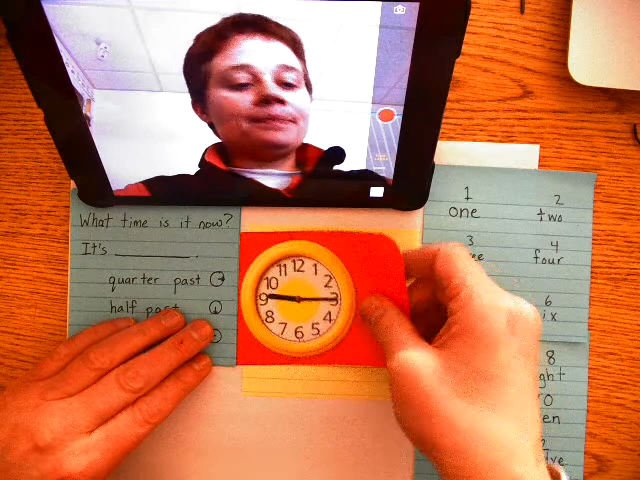 What time is it now?
It's ________.
quarter past
half past
11 12 1
10 2
9 3
8 4
7 6 5
1 2
one two
3 4
four
6
8